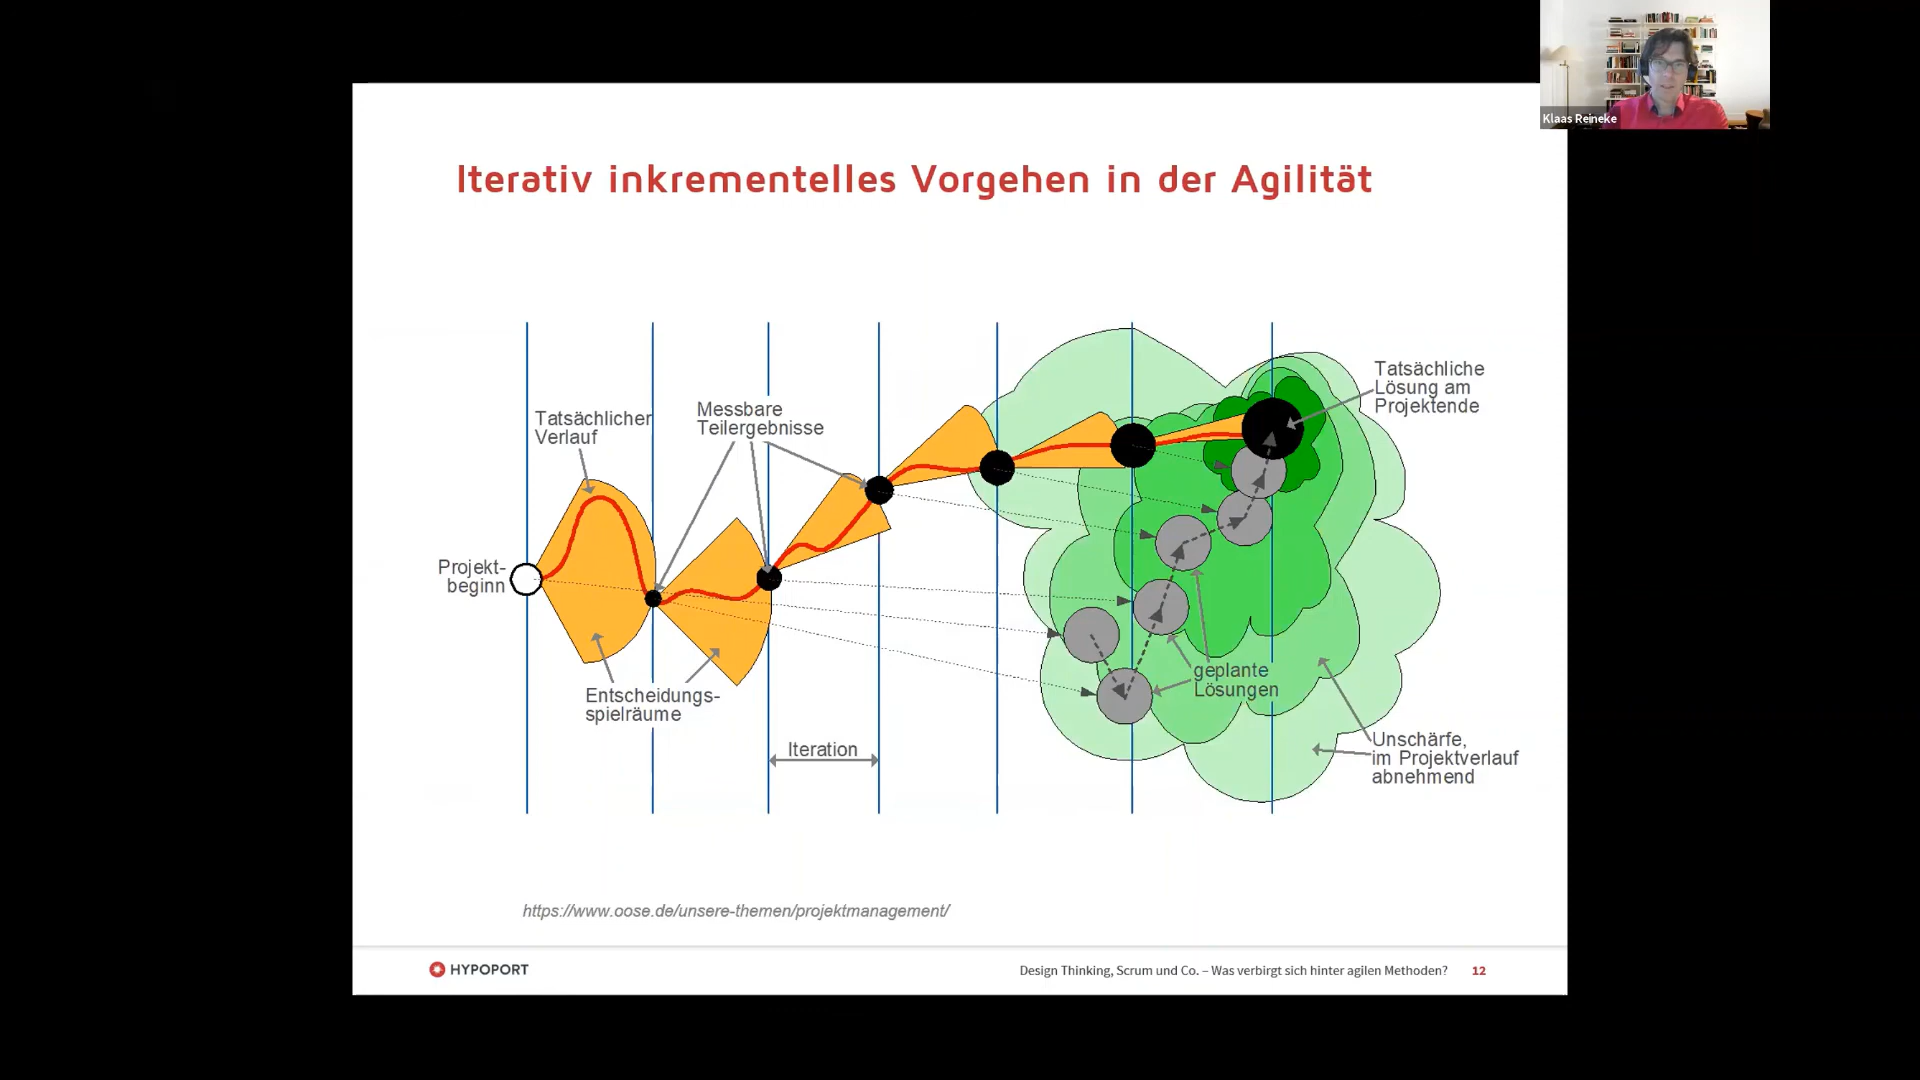 Klaas Reineke
Iterativ inkrementelles Vorgehen in der Agilität
Tatsächliche
Lösung am
Projektende
Tatsächlicher
Verlauf
Messbare
Teilergebnisse
Projekt-
beginn
geplante
Lösungen
Entscheidungs-
spielräume
Iteration
Unschärfe,
im Projektverlauf
abnehmend
https://www.oose.de/unsere-themen/projektmanagement/
HYPOPORT
Design Thinking, Scrum und Co. – Was verbirgt sich hinter agilen Methoden?
12